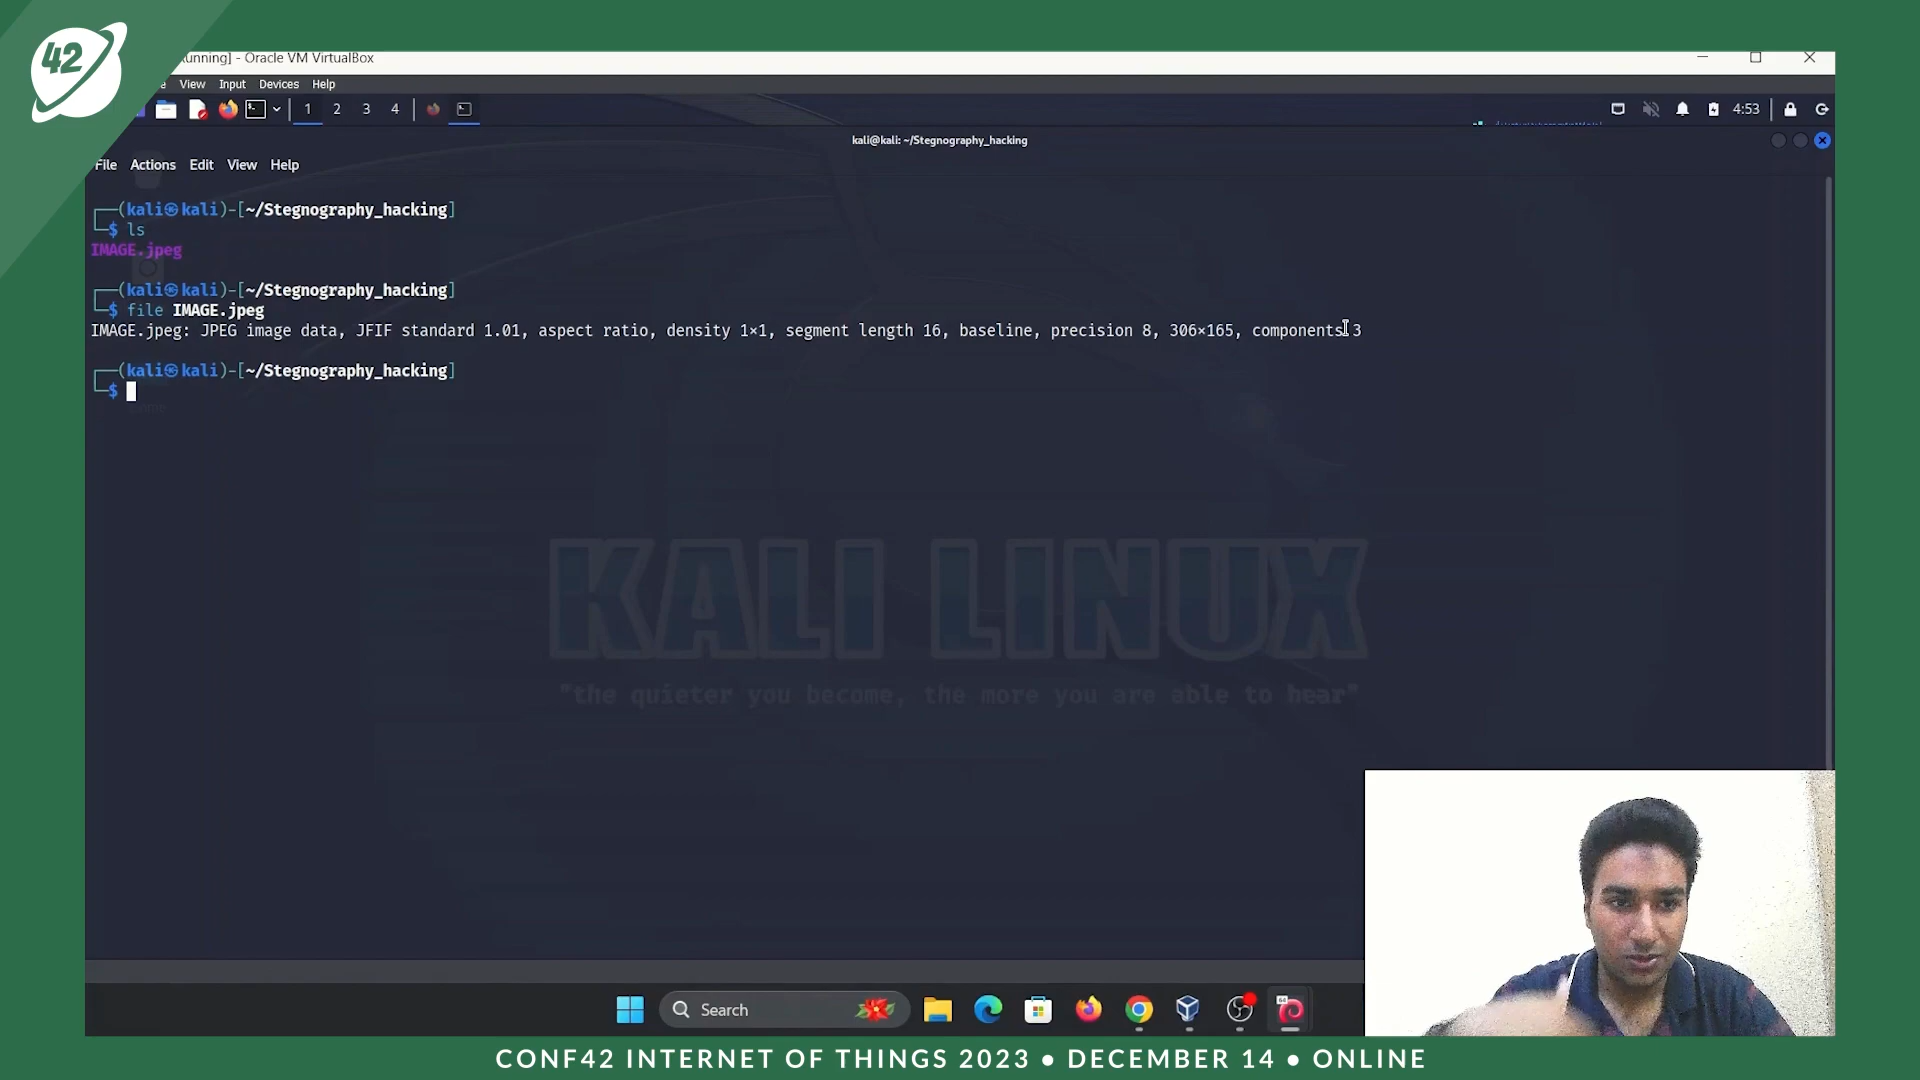 42
unning] - Oracle VM VirtualBox
e View Input Devices Help
1 2 3 4 4:53
kali@kali: ~/Stegnography_hacking
File Actions Edit View Help
┌──(kali㉿kali)-[~/Stegnography_hacking]
└─$ ls
IMAGE.jpeg
┌──(kali㉿kali)-[~/Stegnography_hacking]
└─$ file IMAGE.jpeg
IMAGE.jpeg: JPEG image data, JFIF standard 1.01, aspect ratio, density 1×1, segment length 16, baseline, precision 8, 306×165, components 3
┌──(kali㉿kali)-[~/Stegnography_hacking]
└─$
KALI LINUX
"the quieter you become, the more you are able to hear"
Search
64
CONF42 INTERNET OF THINGS 2023 • DECEMBER 14 • ONLINE